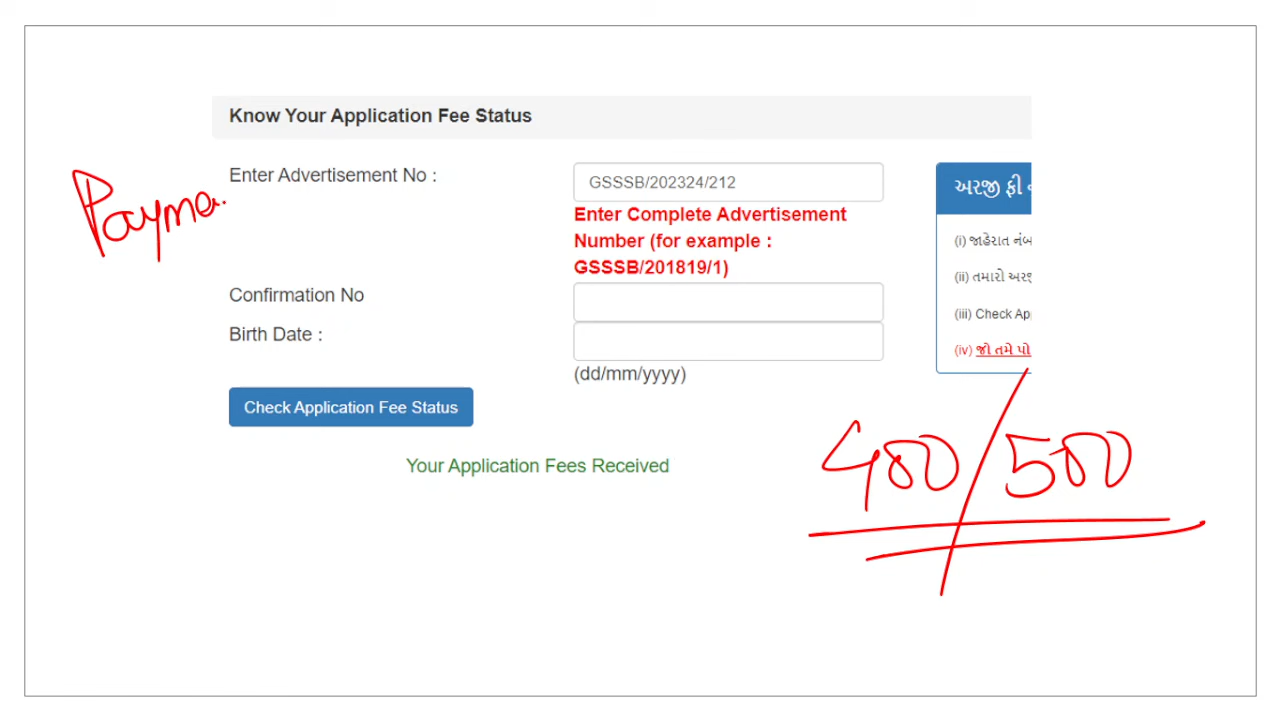 Know Your Application Fee Status
Enter Advertisement No :
GSSSB/202324/212
Enter Complete Advertisement
Number (for example :
GSSSB/201819/1)
Confirmation No
Birth Date :
(dd/mm/yyyy)
Check Application Fee Status
Your Application Fees Received
અરજી ફી
(i) જાહેરાત નંબ
(ii) તમારો અરજ
(iii) Check Ap
(iv) જો તમે પો
Payme
400/500